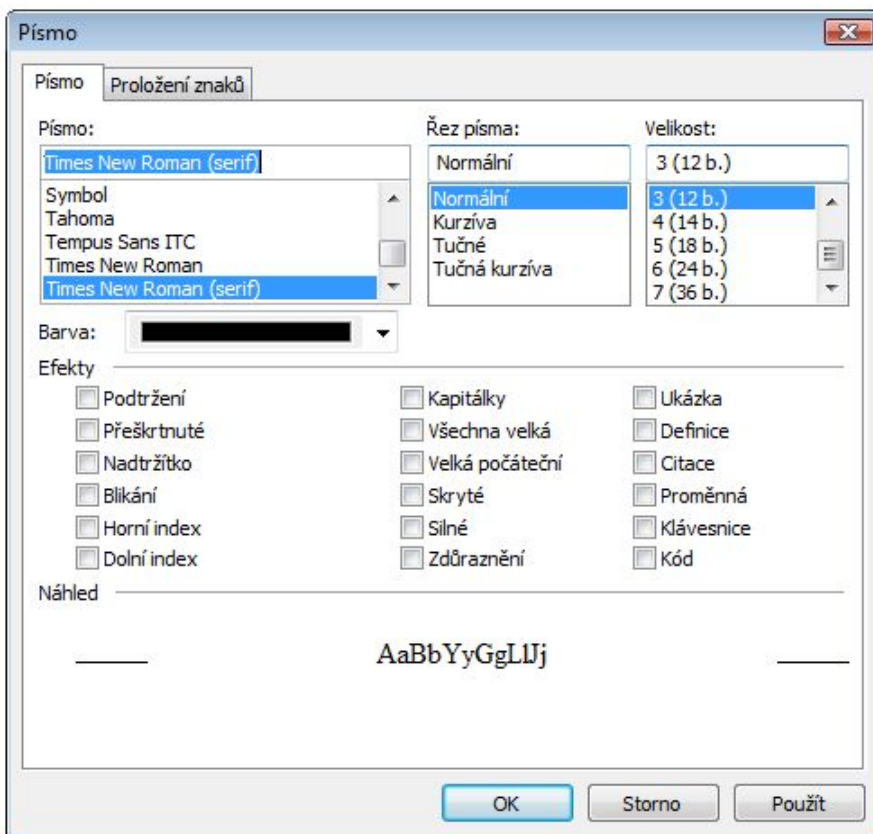 Písmo
Písmo Proložení znaků
Písmo: Řez písma: Velikost:
Times New Roman (serif) Normální 3 (12 b.)
Symbol Normální 3 (12 b.)
Tahoma Kurzíva 4 (14 b.)
Tempus Sans ITC Tučné 5 (18 b.)
Times New Roman Tučná kurzíva 6 (24 b.)
Times New Roman (serif) 7 (36 b.)
Barva:
Efekty
Podtržení Kapitálky Ukázka
Přeškrtnuté Všechna velká Definice
Nadtržítko Velká počáteční Citace
Blikání Skryté Proměnná
Horní index Silné Klávesnice
Dolní index Zdůraznění Kód
Náhled
AaBbYyGgLlJj
OK Storno Použít